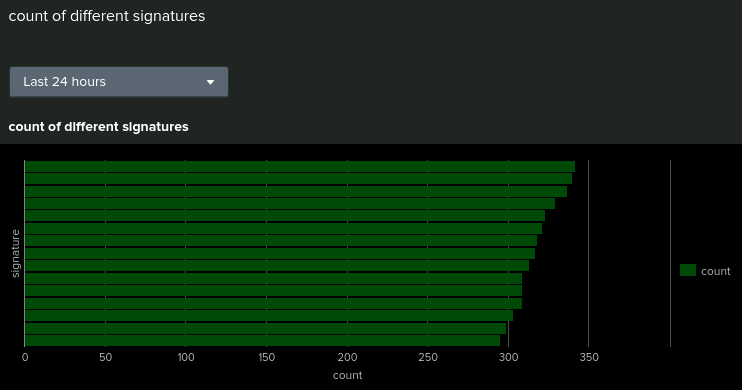 count of different signatures
Last 24 hours
count of different signatures
signature
count
0 50 100 150 200 250 300 350
count